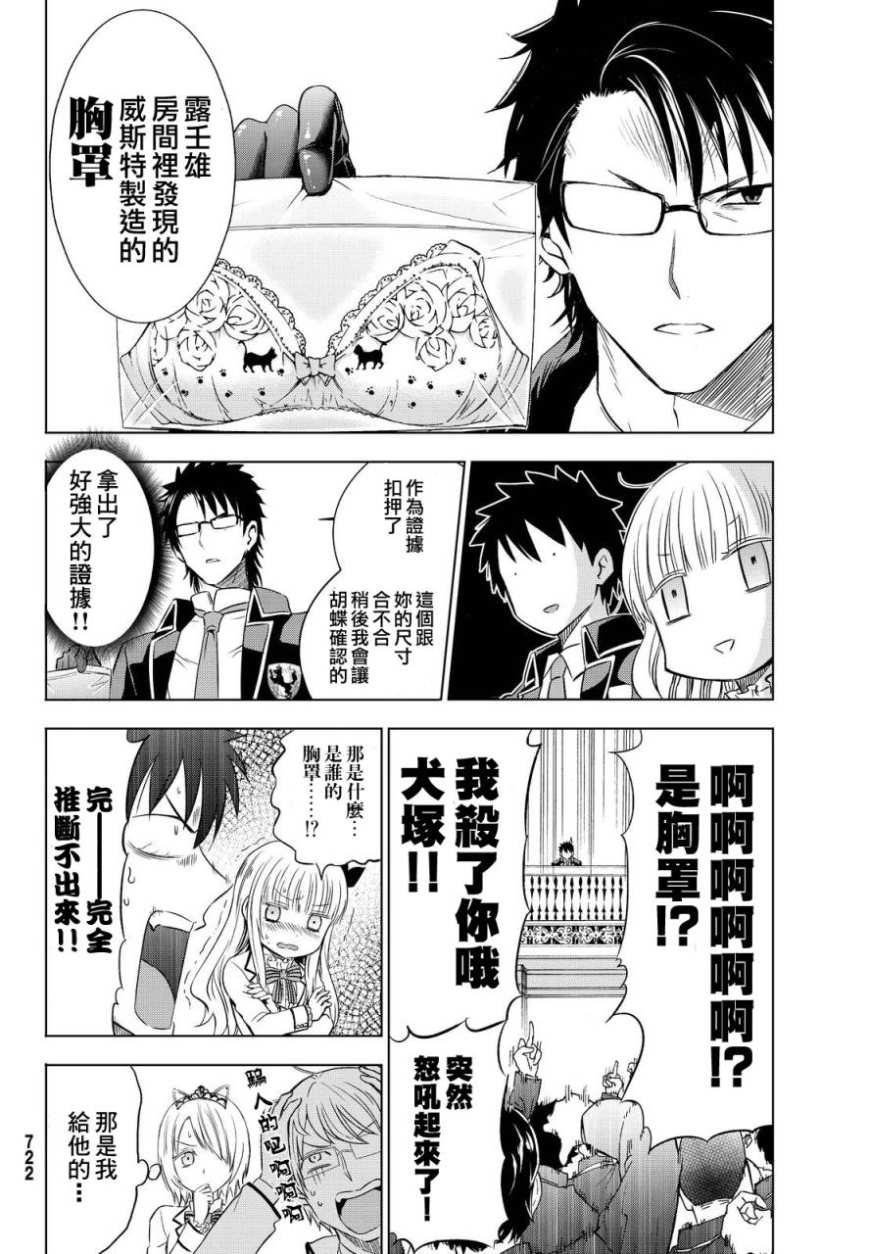 露壬雄
房間裡發現的
威斯特製造的
胸罩
作為證據
扣押了
這個跟
妳的尺寸
合不合
稍後我會讓
胡蝶確認的
拿出了
好強大的證據!!
啊啊啊啊啊啊!?
是胸罩!?
我殺了你哦
犬塚!!
突然
怒吼起來了!
那是什麼…
是誰的
胸罩……!?
完——完全
推斷不出來!!
騙人的吧啊啊啊啊
那是我
給他的…
722